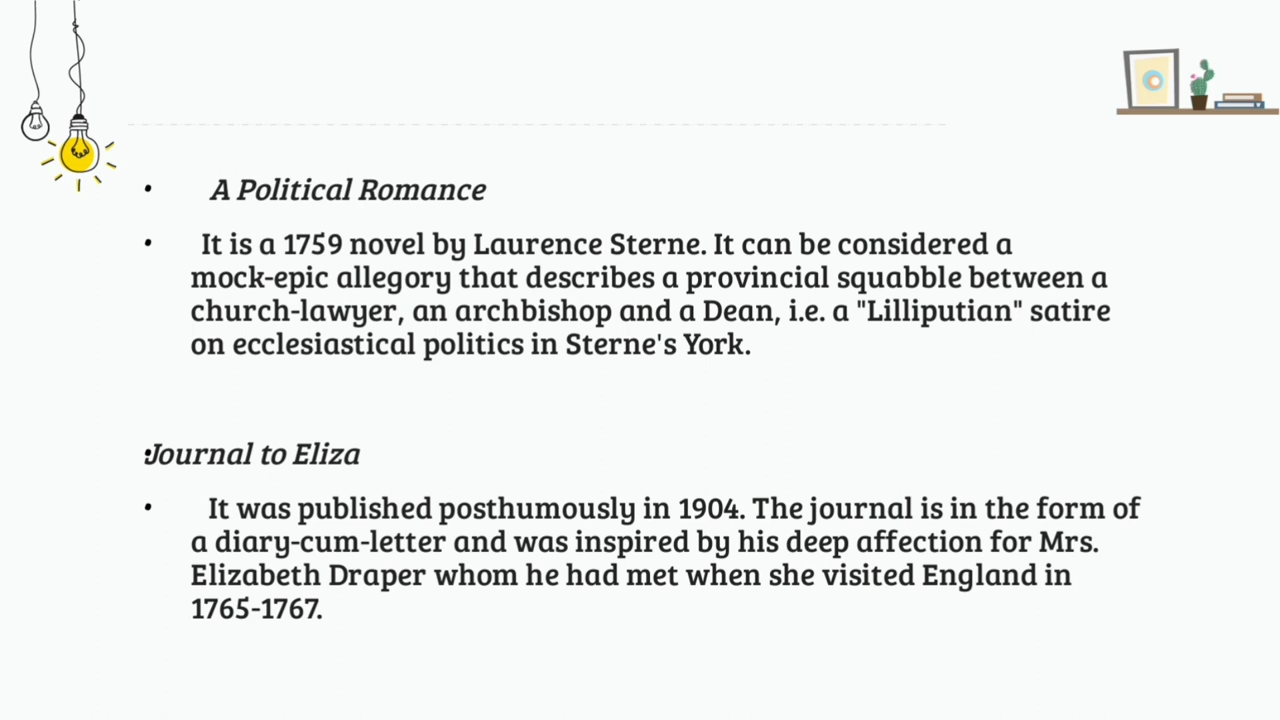 • A Political Romance
• It is a 1759 novel by Laurence Sterne. It can be considered a
mock-epic allegory that describes a provincial squabble between a
church-lawyer, an archbishop and a Dean, i.e. a "Lilliputian" satire
on ecclesiastical politics in Sterne's York.
•Journal to Eliza
• It was published posthumously in 1904. The journal is in the form of
a diary-cum-letter and was inspired by his deep affection for Mrs.
Elizabeth Draper whom he had met when she visited England in
1765-1767.